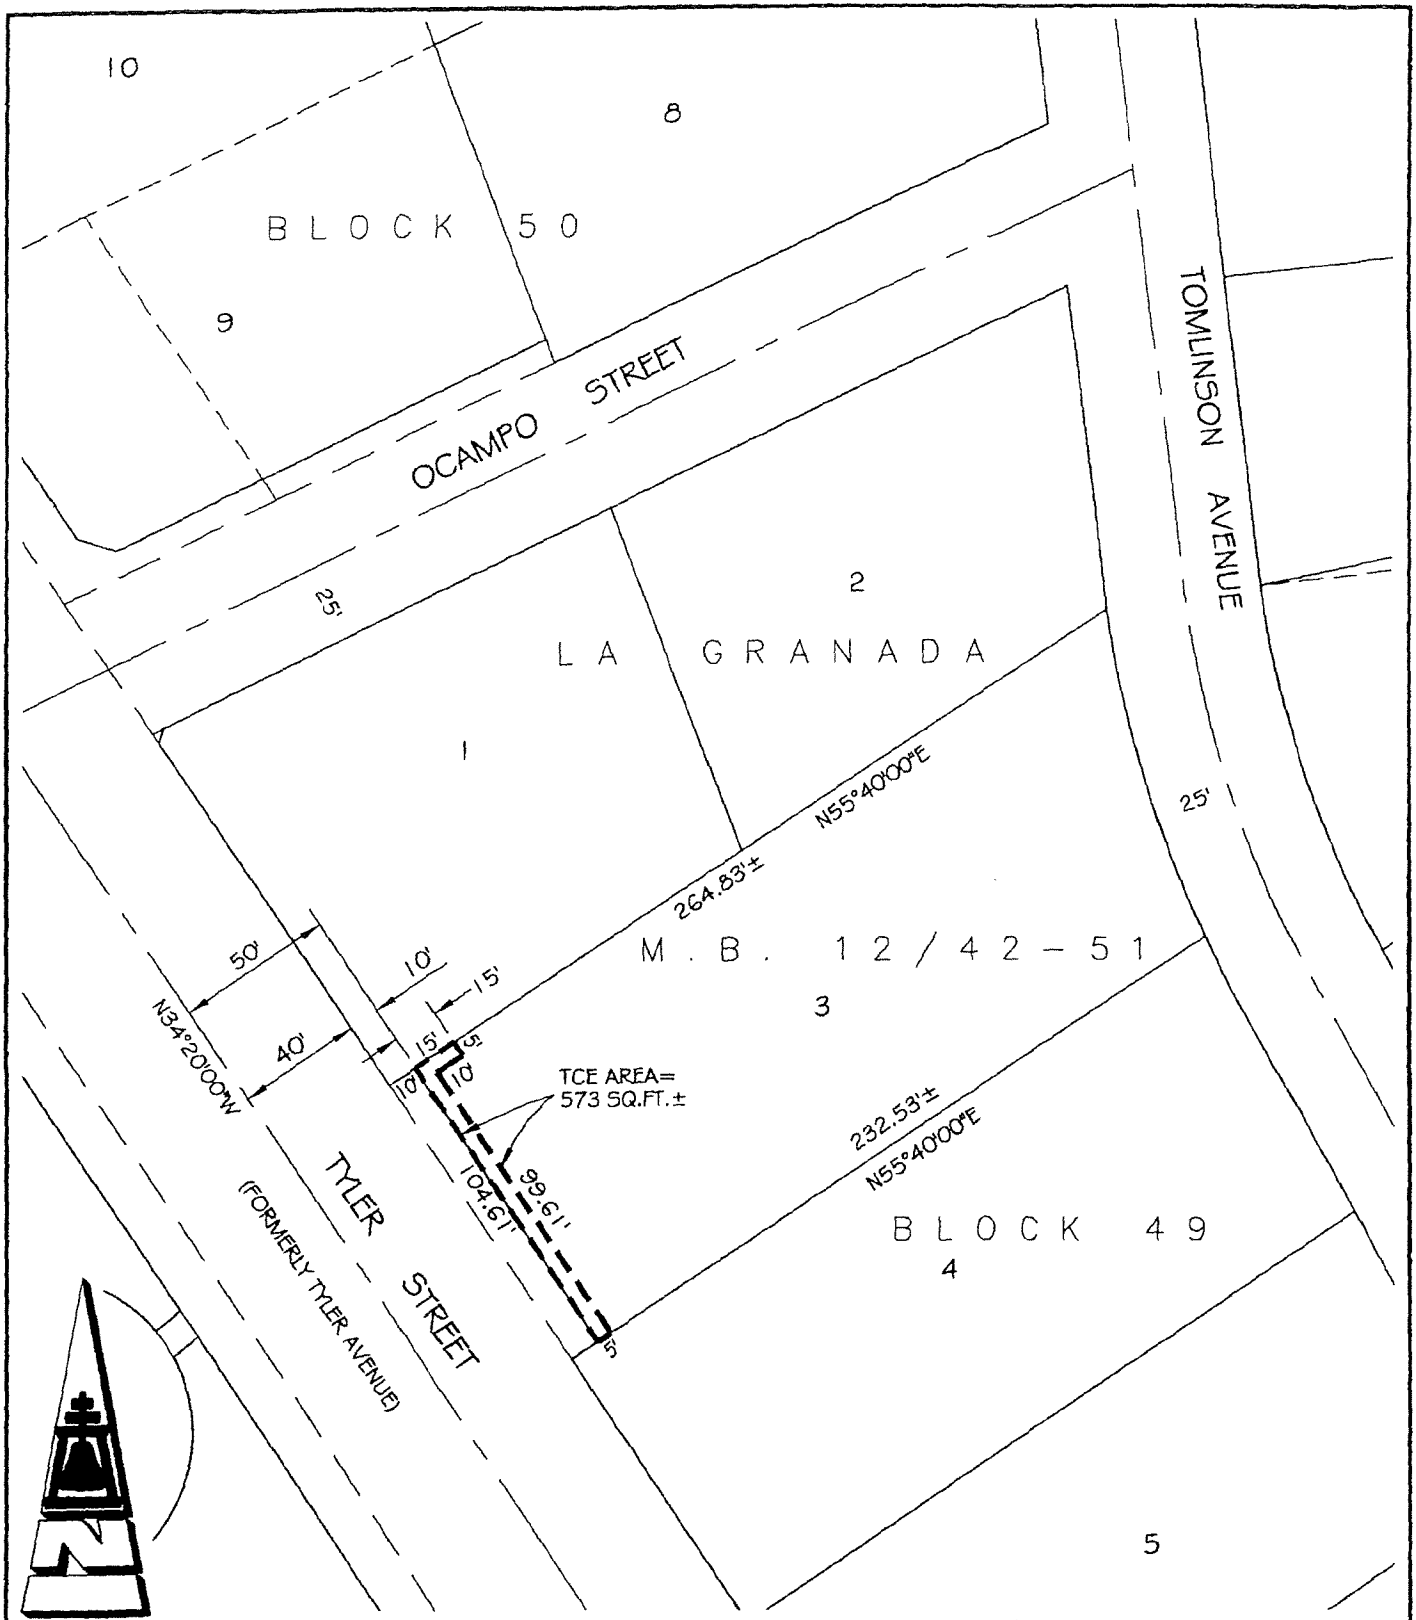 10
8
BLOCK 50
9
OCAMPO STREET
TOMLINSON AVENUE
25'
2
LA GRANADA
1
N55°40'00"E
25'
264.83'±
M.B. 12/42-51
3
50'
10'
15'
N34°20'00"W
40'
15'
5'
10'
10'
TCE AREA=
573 SQ.FT.±
232.53'±
N55°40'00"E
99.61'
104.61'
TYLER STREET
(FORMERLY TYLER AVENUE)
BLOCK 49
4
5'
5
N